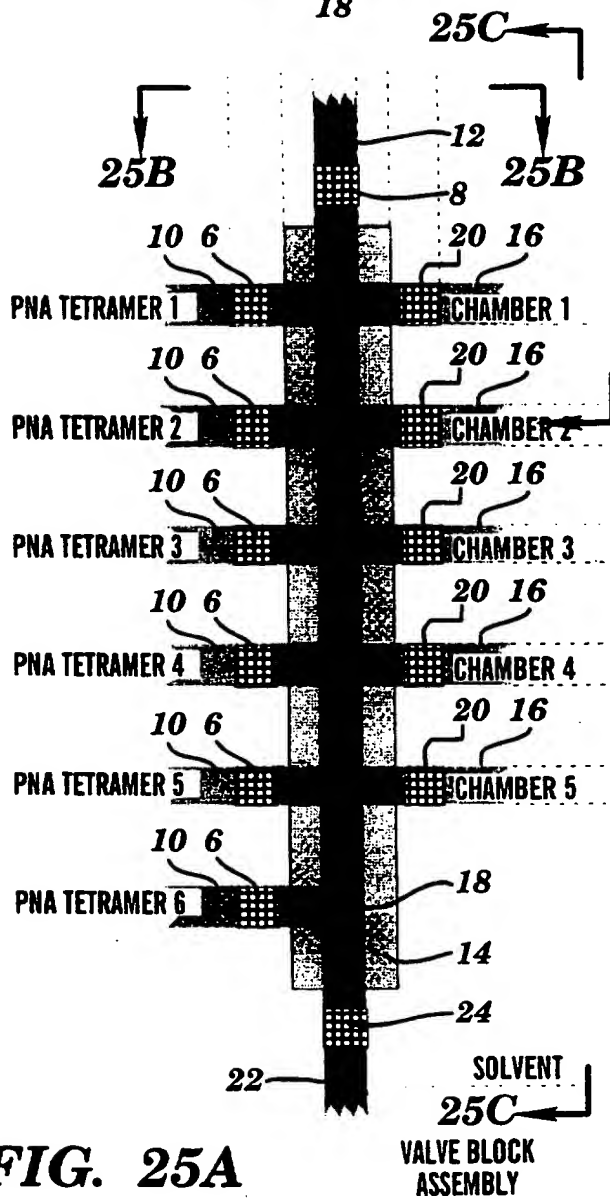 18
25C
12
25B 25B
8
10 6 20 16
PNA TETRAMER 1 CHAMBER 1
10 6 20 16
PNA TETRAMER 2 CHAMBER 2
10 6 20 16
PNA TETRAMER 3 CHAMBER 3
10 6 20 16
PNA TETRAMER 4 CHAMBER 4
10 6 20 16
PNA TETRAMER 5 CHAMBER 5
10 6
PNA TETRAMER 6
18
14
24
SOLVENT
22
25C
FIG. 25A
VALVE BLOCK
ASSEMBLY